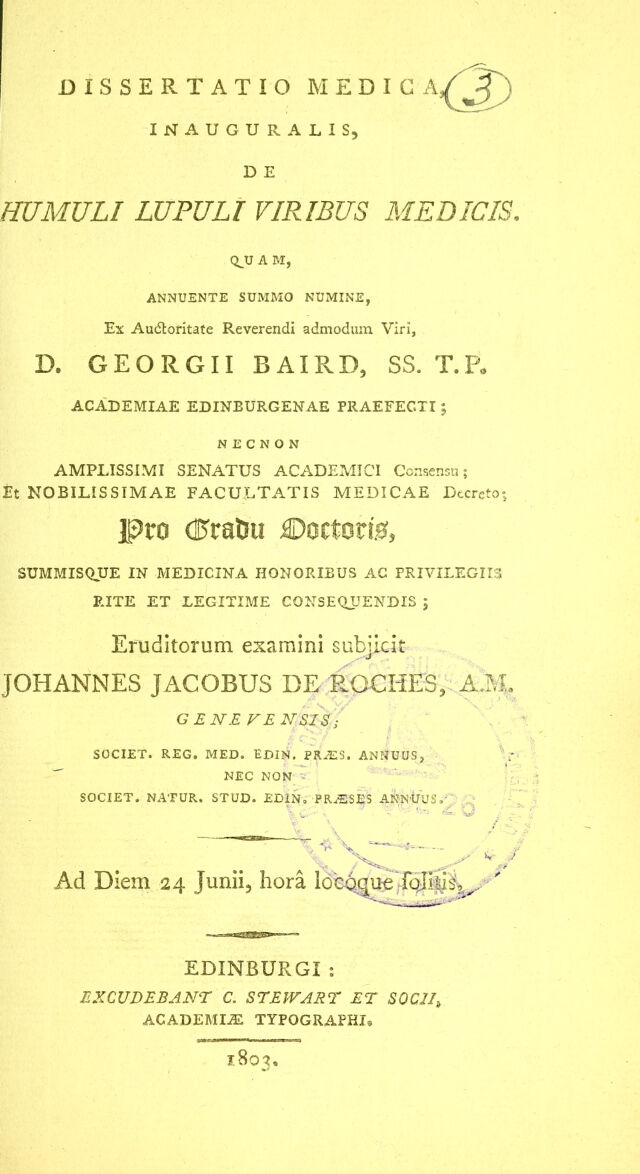 DISSERTATIO MEDICA, 3
INAUGURALIS,
DE
HUMULI LUPULI VIRIBUS MEDICIS.
QUAM,
ANNUENTE SUMMO NUMINE,
Ex Auctoritate Reverendi admodum Viri,
D. GEORGII BAIRD, SS. T.P.
ACADEMIAE EDINBURGENAE PRAEFECTI;
NECNON
AMPLISSIMI SENATUS ACADEMICI Consensu;
Et NOBILISSIMAE FACULTATIS MEDICAE Decreto;
Pro Gradu Doctoris,
SUMMISQUE IN MEDICINA HONORIBUS AC PRIVILEGIIS
RITE ET LEGITIME CONSEQUENDIS;
Eruditorum examini subjicit
JOHANNES JACOBUS DE ROCHES, A.M.
GENEVENSIS;
SOCIET. REG. MED. EDIN. PRÆS. ANNUUS,
NEC NON
SOCIET. NATUR. STUD. EDIN. PRÆSES ANNUUS.
Ad Diem 24 Junii, horâ locóque solitis,
EDINBURGI:
EXCUDEBANT C. STEWART ET SOCII,
ACADEMIÆ TYPOGRAPHI.
1803.